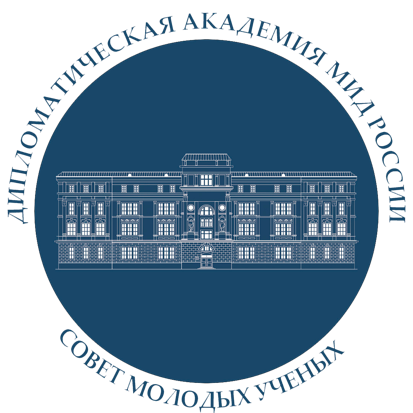 ДИПЛОМАТИЧЕСКАЯ АКАДЕМИЯ МИД РОССИИ
СОВЕТ МОЛОДЫХ УЧЕНЫХ